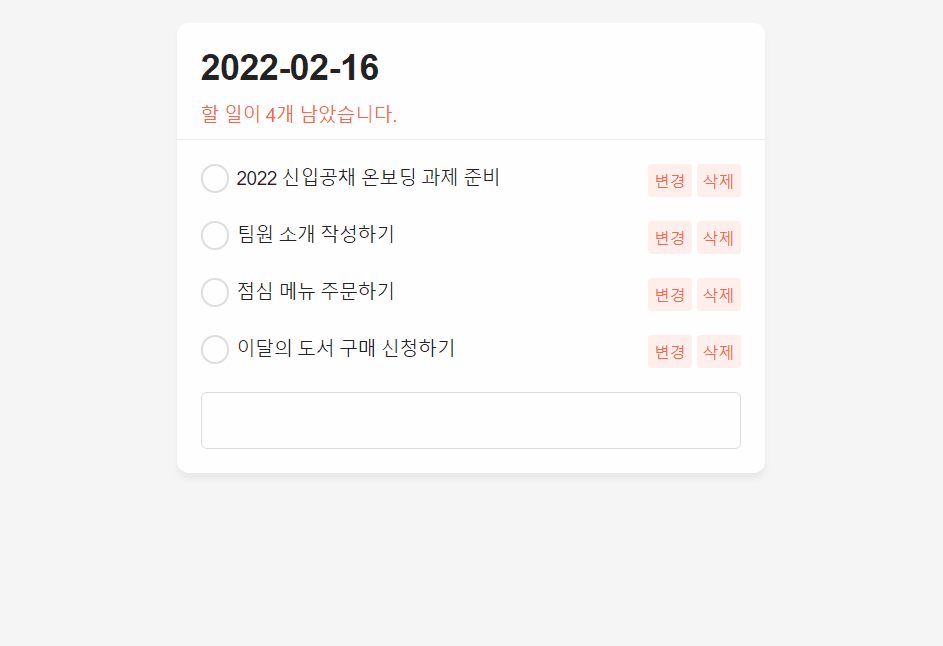 2022-02-16
할 일이 4개 남았습니다.
2022 신입공채 온보딩 과제 준비 변경 삭제
팀원 소개 작성하기 변경 삭제
점심 메뉴 주문하기 변경 삭제
이달의 도서 구매 신청하기 변경 삭제